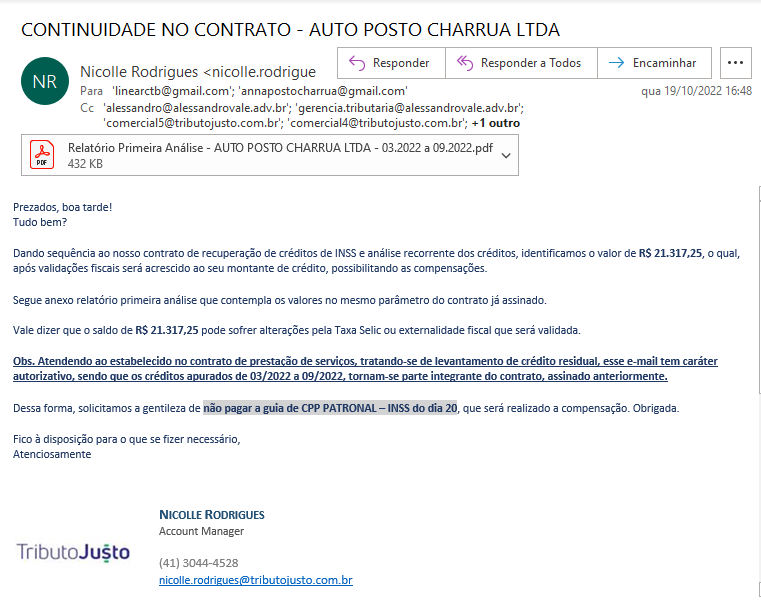 CONTINUIDADE NO CONTRATO - AUTO POSTO CHARRUA LTDA
NR
Nicolle Rodrigues <nicolle.rodrigue
Responder
Responder a Todos
Encaminhar
Para 'linearctb@gmail.com'; 'annapostocharrua@gmail.com'
qua 19/10/2022 16:48
Cc 'alessandro@alessandrovale.adv.br'; 'gerencia.tributaria@alessandrovale.adv.br';
'comercial5@tributojusto.com.br'; 'comercial4@tributojusto.com.br'; +1 outro
PDF
Relatório Primeira Análise - AUTO POSTO CHARRUA LTDA - 03.2022 a 09.2022.pdf
432 KB
Prezados, boa tarde!
Tudo bem?
Dando sequência ao nosso contrato de recuperação de créditos de INSS e análise recorrente dos créditos, identificamos o valor de R$ 21.317,25, o qual,
após validações fiscais será acrescido ao seu montante de crédito, possibilitando as compensações.
Segue anexo relatório primeira análise que contempla os valores no mesmo parâmetro do contrato já assinado.
Vale dizer que o saldo de R$ 21.317,25 pode sofrer alterações pela Taxa Selic ou externalidade fiscal que será validada.
Obs. Atendendo ao estabelecido no contrato de prestação de serviços, tratando-se de levantamento de crédito residual, esse e-mail tem caráter
autorizativo, sendo que os créditos apurados de 03/2022 a 09/2022, tornam-se parte integrante do contrato, assinado anteriormente.
Dessa forma, solicitamos a gentileza de não pagar a guia de CPP PATRONAL – INSS do dia 20, que será realizado a compensação. Obrigada.
Fico à disposição para o que se fizer necessário,
Atenciosamente
NICOLLE RODRIGUES
Account Manager
TributoJusto
(41) 3044-4528
nicolle.rodrigues@tributojusto.com.br